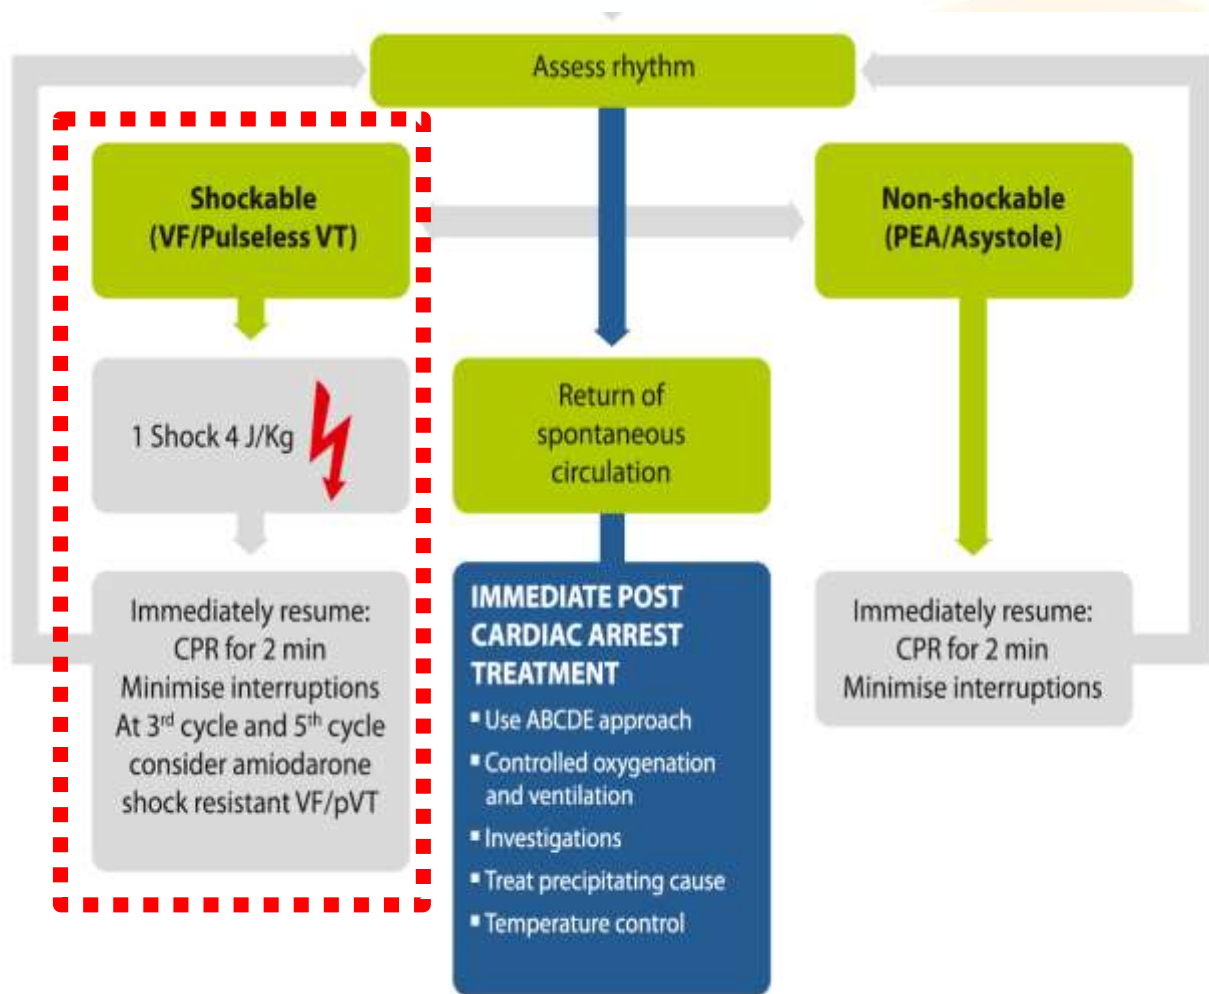 Assess rhythm
Shockable
(VF/Pulseless VT)
1 Shock 4 J/Kg
Immediately resume:
CPR for 2 min
Minimise interruptions
At 3rd cycle and 5th cycle
consider amiodarone
shock resistant VF/pVT
Return of
spontaneous
circulation
IMMEDIATE POST
CARDIAC ARREST
TREATMENT
▪ Use ABCDE approach
▪ Controlled oxygenation
and ventilation
▪ Investigations
▪ Treat precipitating cause
▪ Temperature control
Non-shockable
(PEA/Asystole)
Immediately resume:
CPR for 2 min
Minimise interruptions